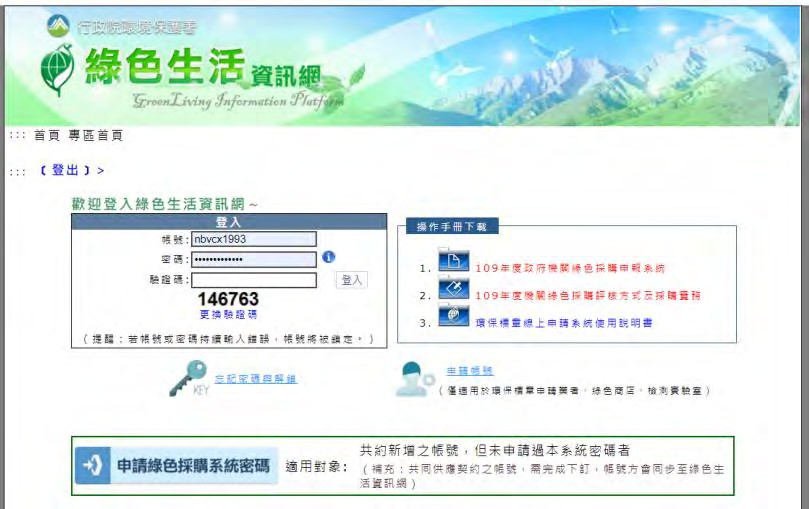 行政院環境保護署
綠色生活 資訊網
GreenLiving Information Platform
::: 首頁 專區首頁
::: 【登出】>
歡迎登入綠色生活資訊網~
登入
帳號: nbvcx1993
密碼: •••••••••••••
驗證碼: 登入
146763
更換驗證碼
(提醒:若帳號或密碼持續輸入錯誤,帳號將被鎖定。)
操作手冊下載
1. 109年度政府機關綠色採購申報系統
2. 109年度機關綠色採購評核方式及採購實務
3. 環保標章線上申請系統使用說明書
KEY 忘記密碼與解鎖
申請帳號
(僅適用於環保標章申請業者、綠色商店、檢測實驗室)
申請綠色採購系統密碼 適用對象:
共約新增之帳號,但未申請過本系統密碼者
(補充:共同供應契約之帳號,需完成下訂,帳號方會同步至綠色生
活資訊網)